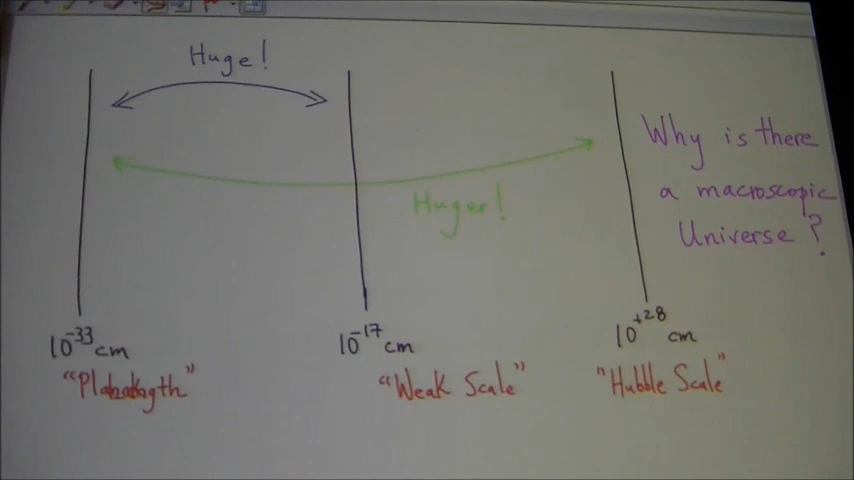 Huge!
Huger!
Why is there
a macroscopic
Universe?
10^-33 cm
10^-17 cm
10^+28 cm
"Weak Scale"
"Hubble Scale"